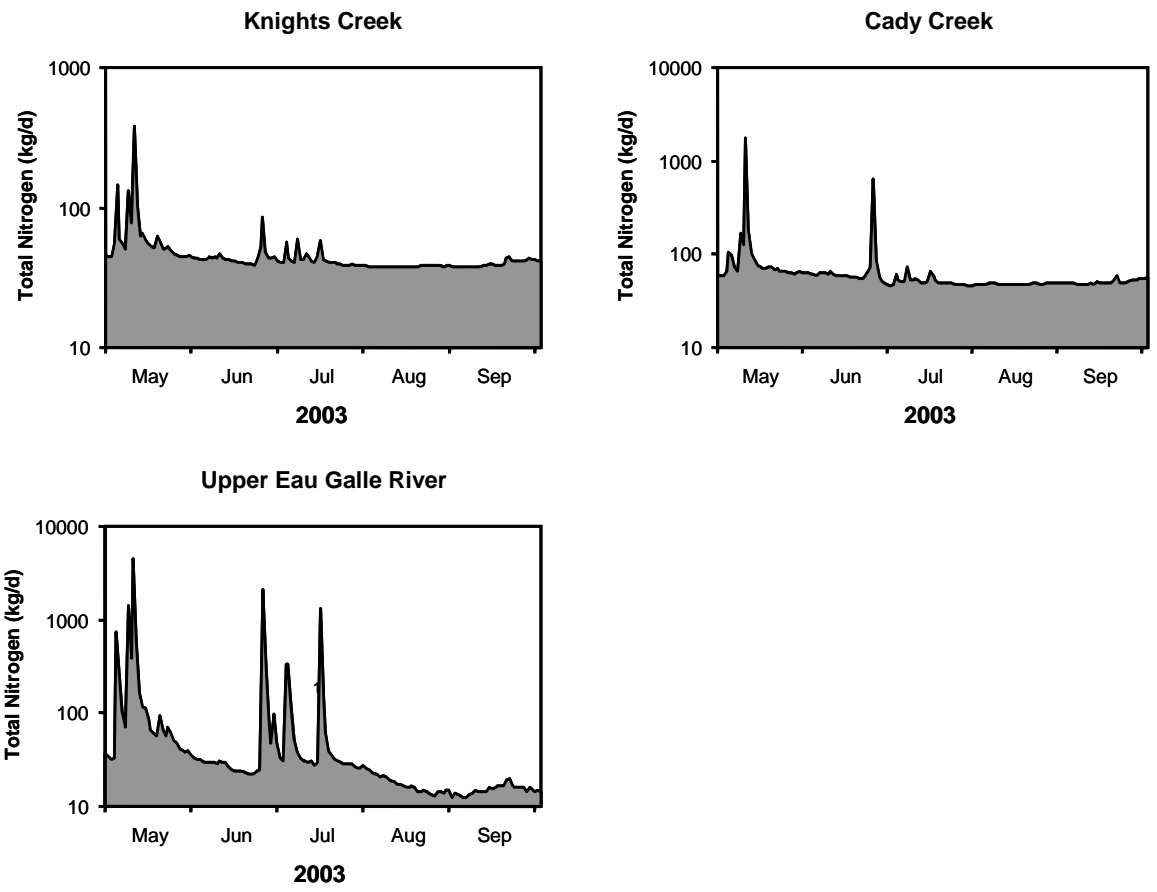 Knights Creek
1000
100
10
Total Nitrogen (kg/d)
May Jun Jul Aug Sep
2003
Cady Creek
10000
1000
100
10
Total Nitrogen (kg/d)
May Jun Jul Aug Sep
2003
Upper Eau Galle River
10000
1000
100
10
Total Nitrogen (kg/d)
May Jun Jul Aug Sep
2003